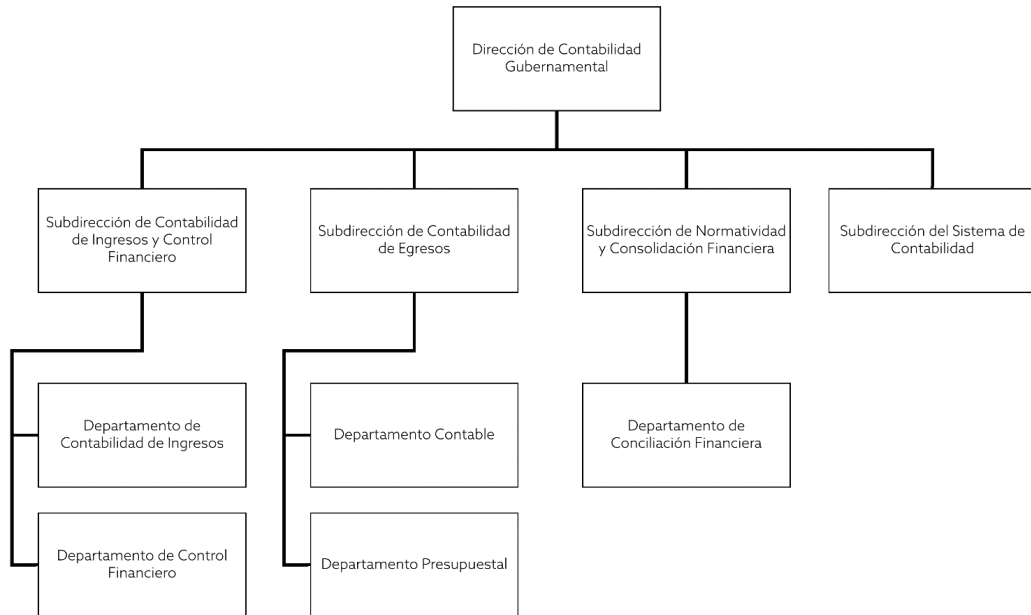 Dirección de Contabilidad
Gubernamental
Subdirección de Contabilidad
de Ingresos y Control
Financiero
Subdirección de Contabilidad
de Egresos
Subdirección de Normatividad
y Consolidación Financiera
Subdirección del Sistema de
Contabilidad
Departamento de
Contabilidad de Ingresos
Departamento Contable
Departamento de
Conciliación Financiera
Departamento de Control
Financiero
Departamento Presupuestal